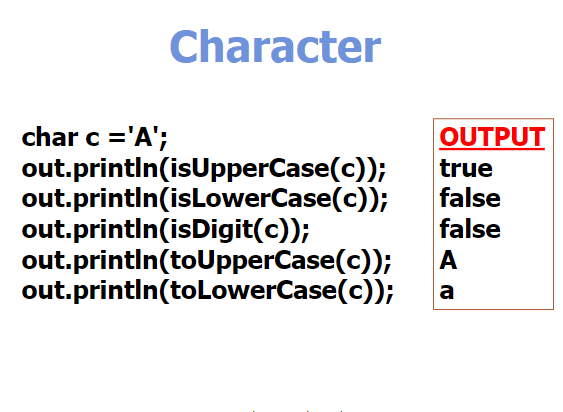 Character
char c ='A';
out.println(isUpperCase(c));
out.println(isLowerCase(c));
out.println(isDigit(c));
out.println(toUpperCase(c));
out.println(toLowerCase(c));
OUTPUT
true
false
false
A
a